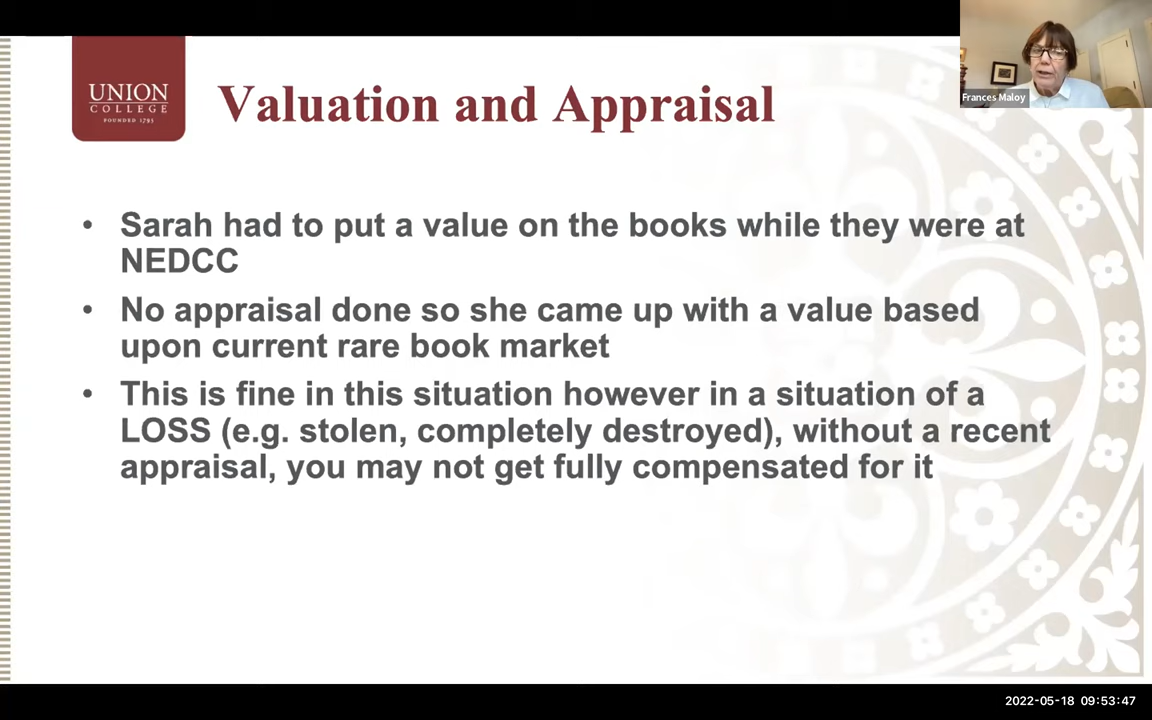 UNION
COLLEGE
FOUNDED 1795
Valuation and Appraisal
Frances Maloy
• Sarah had to put a value on the books while they were at
NEDCC
• No appraisal done so she came up with a value based
upon current rare book market
• This is fine in this situation however in a situation of a
LOSS (e.g. stolen, completely destroyed), without a recent
appraisal, you may not get fully compensated for it
2022-05-18 09:53:47